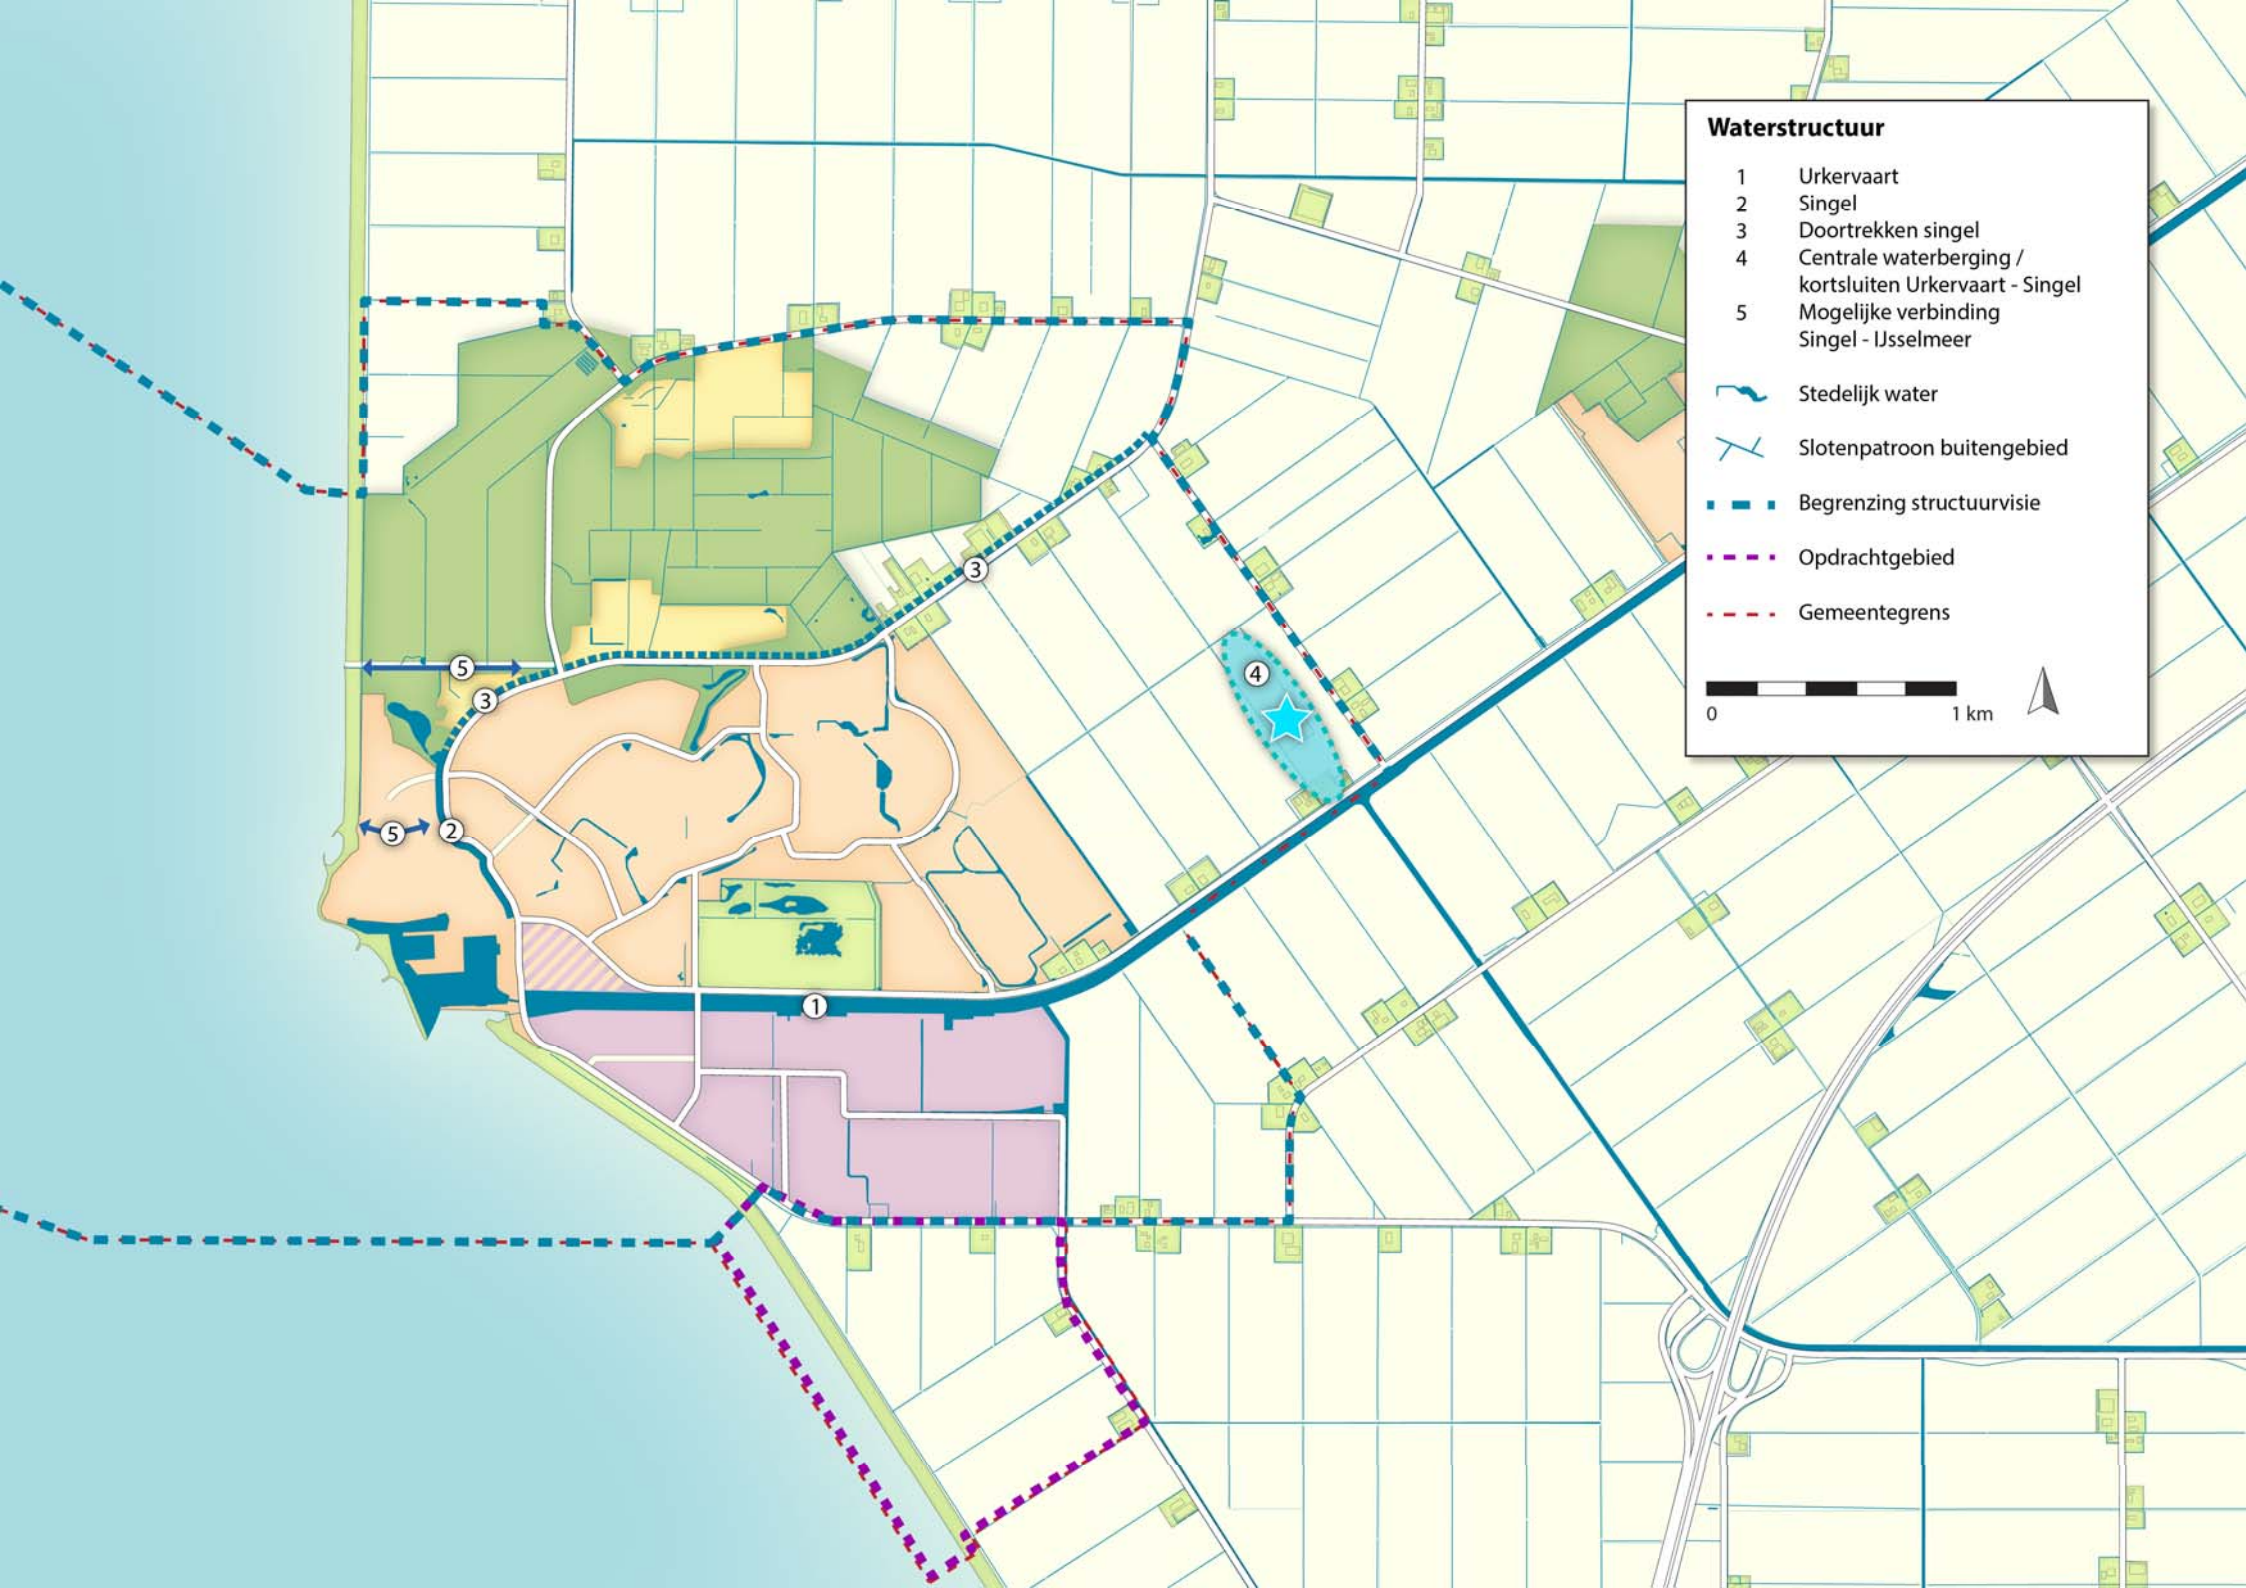 Waterstructuur
1 Urkervaart
2 Singel
3 Doortrekken singel
4 Centrale waterberging /
kortsluiten Urkervaart - Singel
5 Mogelijke verbinding
Singel - IJsselmeer
Stedelijk water
Slotenpatroon buitengebied
Begrenzing structuurvisie
Opdrachtgebied
Gemeentegrens
0 1 km
3
5
4
3
5
2
1